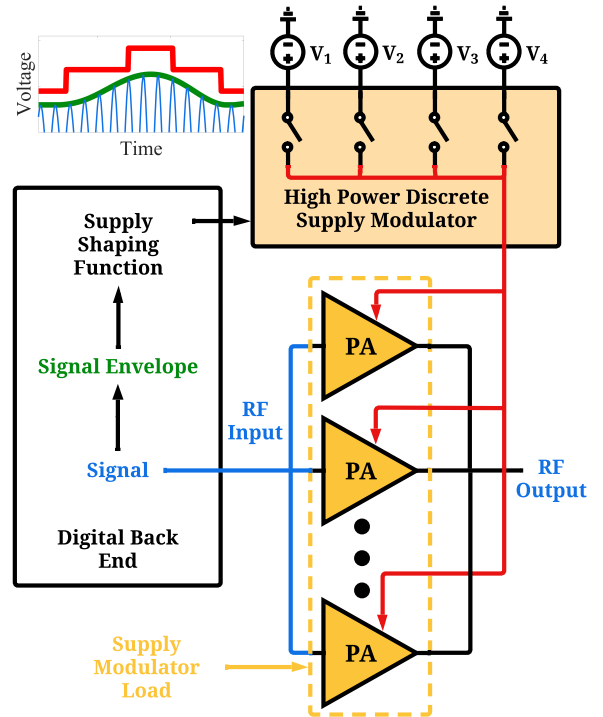 Voltage
Time
V1
V2
V3
V4
High Power Discrete
Supply Modulator
Supply
Shaping
Function
Signal Envelope
Signal
Digital Back
End
RF
Input
PA
PA
PA
RF
Output
Supply
Modulator
Load